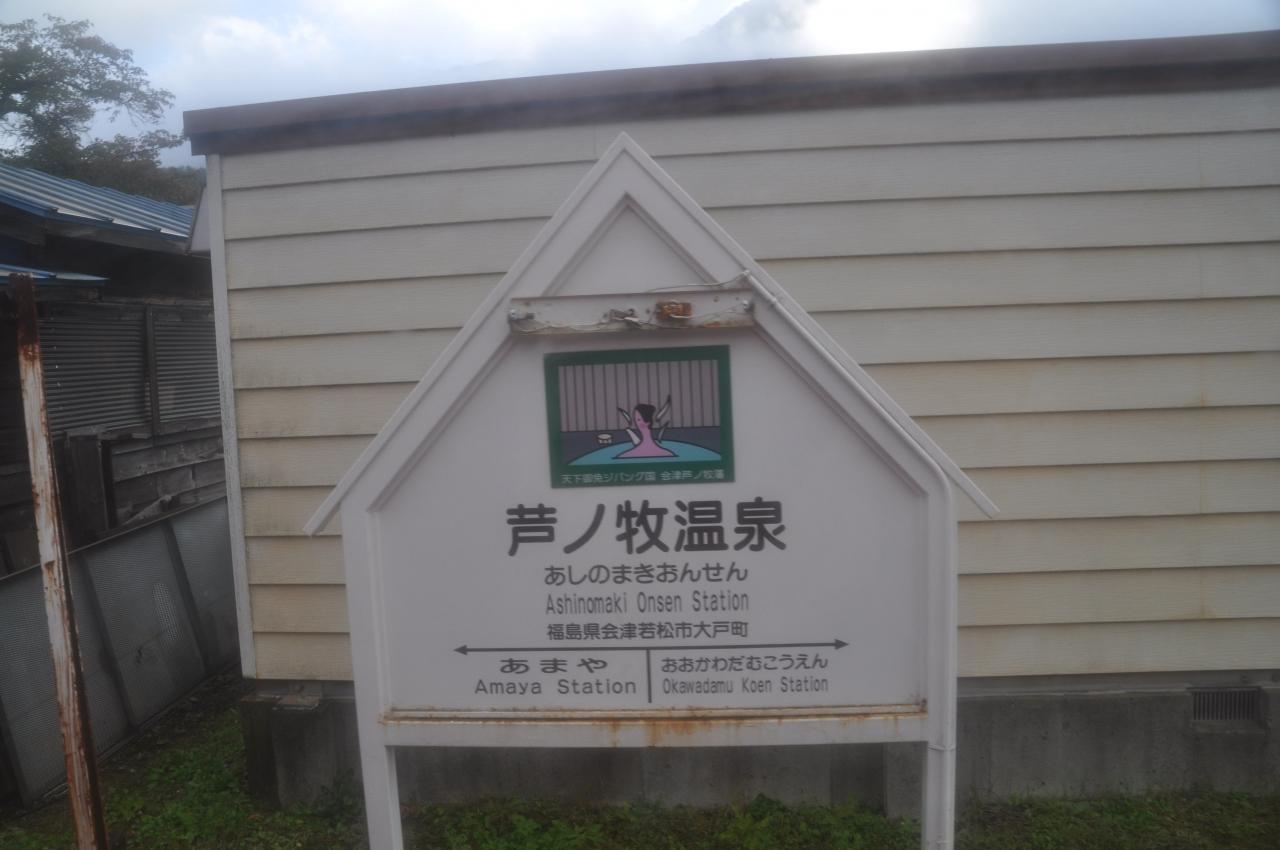 天下御免ジパング国 会津芦ノ牧藩
芦ノ牧温泉
あしのまきおんせん
Ashinomaki Onsen Station
福島県会津若松市大戸町
あまや
Amaya Station
おおかわだむこうえん
Okawadamu Koen Station